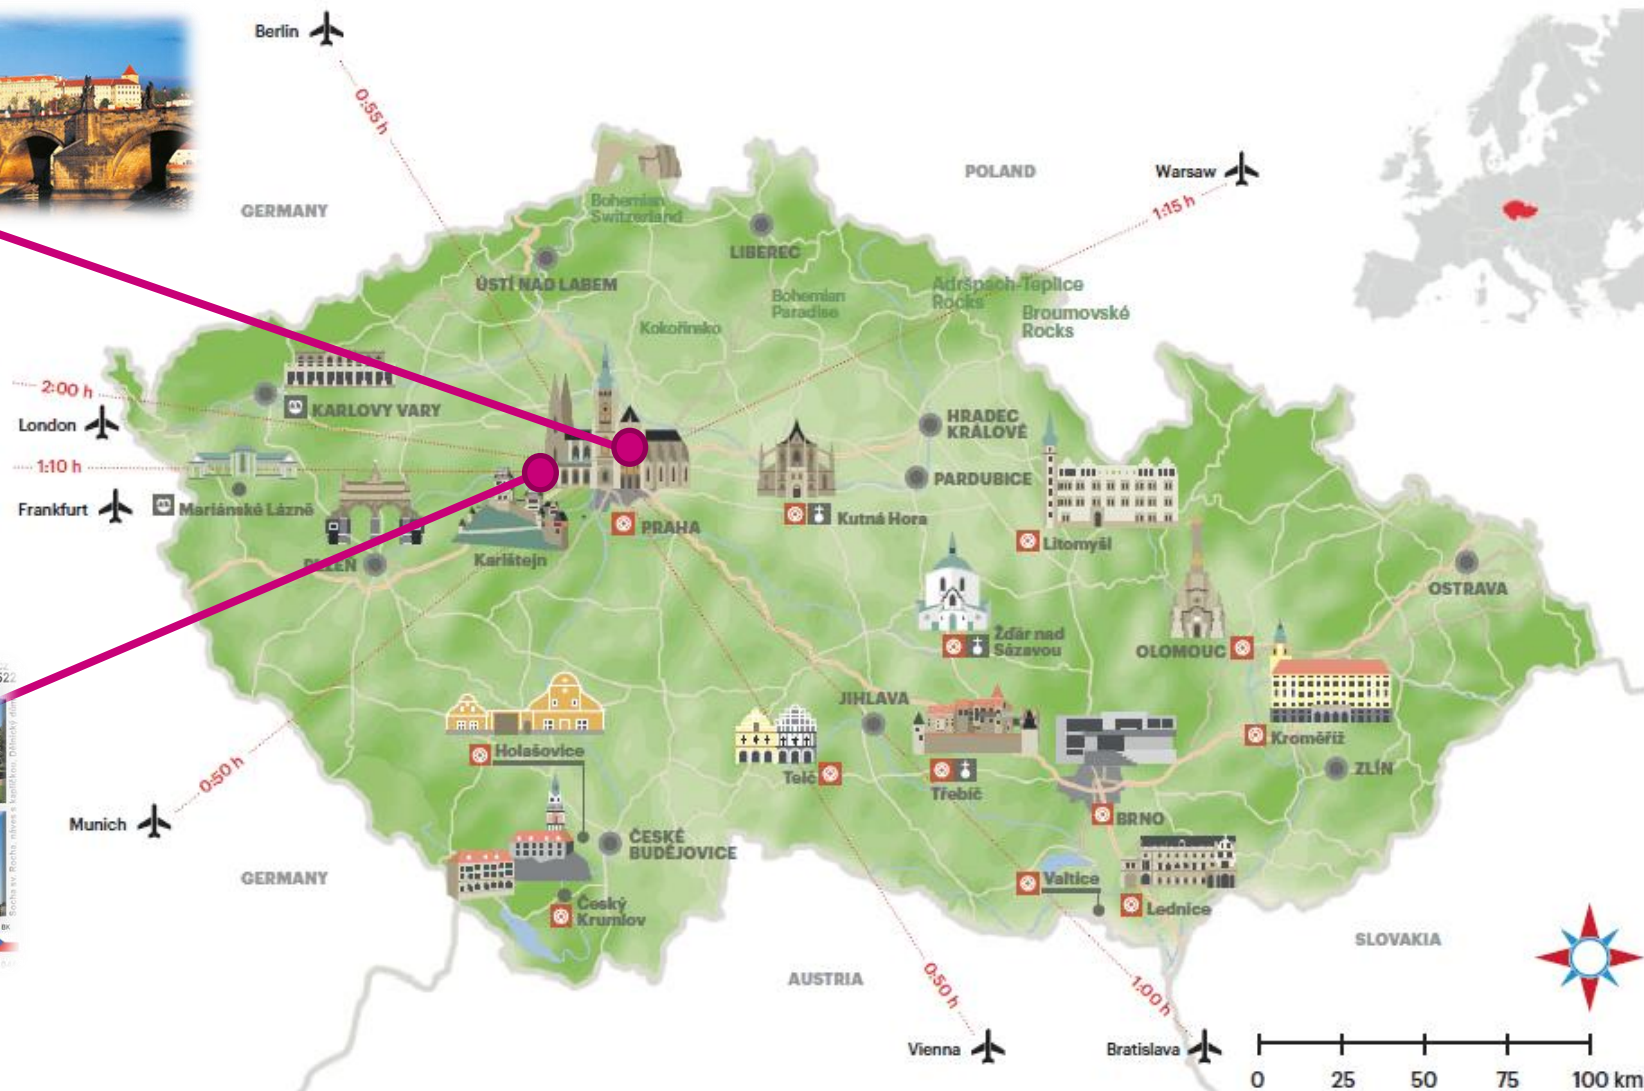 Berlin
0:55 h
POLAND
Warsaw
1:15 h
GERMANY
Bohemian
Switzerland
LIBEREC
ÚSTÍ NAD LABEM
Bohemian
Paradise
Adršpach-Teplice
Rocks
Broumovské
Rocks
Kokořínsko
2:00 h
London
KARLOVY VARY
HRADEC
KRÁLOVÉ
1:10 h
Frankfurt
Mariánské Lázně
PARDUBICE
Kutná Hora
PRAHA
Litomyšl
PLZEŇ
Karlštejn
OSTRAVA
Žďár nad
Sázavou
OLOMOUC
522
JIHLAVA
Holašovice
Kroměříž
0:50 h
Telč
Třebíč
ZLÍN
Munich
BRNO
ČESKÉ
BUDĚJOVICE
GERMANY
Valtice
Český
Krumlov
Lednice
SLOVAKIA
AUSTRIA
0:50 h
1:00 h
Vienna
Bratislava
0 25 50 75 100 km